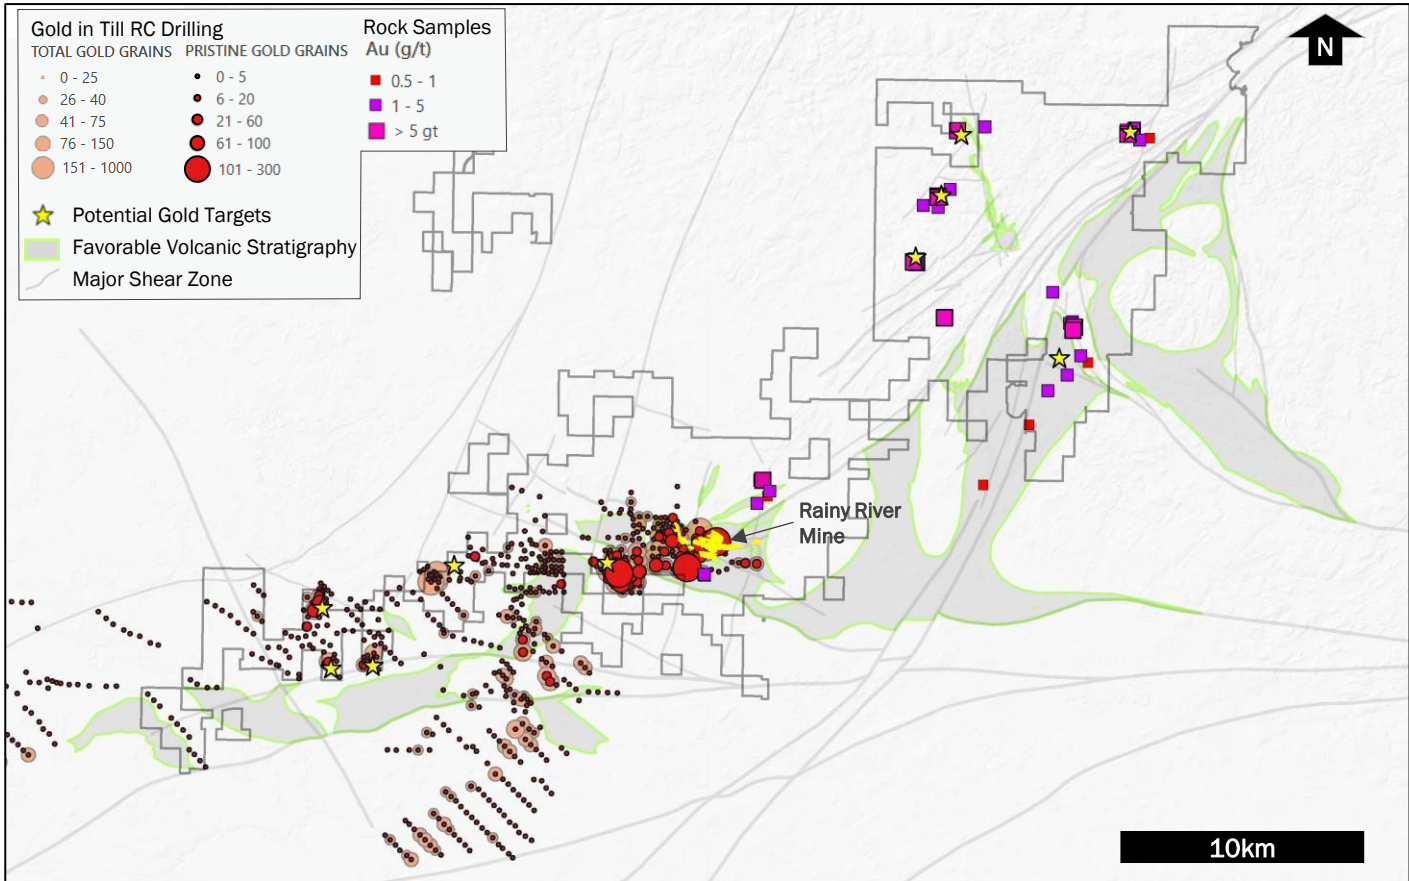 Gold in Till RC Drilling
TOTAL GOLD GRAINS
0 - 25
26 - 40
41 - 75
76 - 150
151 - 1000
PRISTINE GOLD GRAINS
0 - 5
6 - 20
21 - 60
61 - 100
101 - 300
Rock Samples
Au (g/t)
0.5 - 1
1 - 5
> 5 gt
Potential Gold Targets
Favorable Volcanic Stratigraphy
Major Shear Zone
N
Rainy River
Mine
10km